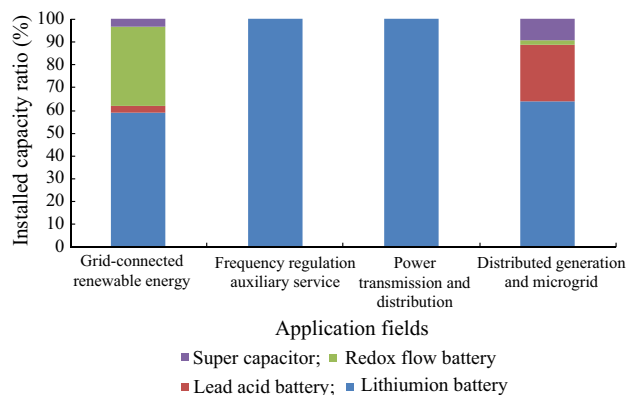 Installed capacity ratio (%)
100
90
80
70
60
50
40
30
20
10
0
Grid-connected
renewable energy
Frequency regulation
auxiliary service
Power
transmission and
distribution
Distributed generation
and microgrid
Application fields
Super capacitor; Redox flow battery
Lead acid battery; Lithiumion battery